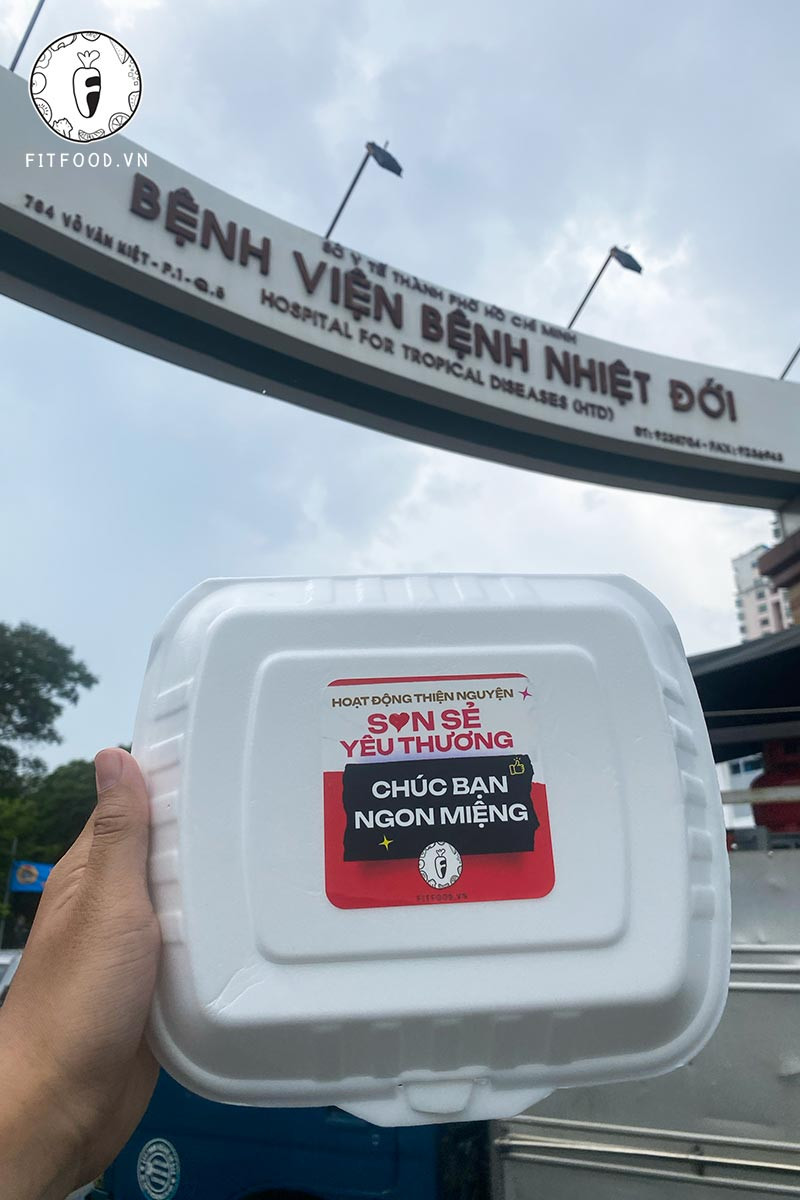 FITFOOD.VN
SỞ Y TẾ THÀNH PHỐ HỒ CHÍ MINH
BỆNH VIỆN BỆNH NHIỆT ĐỚI
764 VÕ VĂN KIỆT - P.1 - Q.5
HOSPITAL FOR TROPICAL DISEASES (HTD)
HOẠT ĐỘNG THIỆN NGUYỆN
SAN SẺ
YÊU THƯƠNG
CHÚC BẠN
NGON MIỆNG
F
FITFOOD.VN